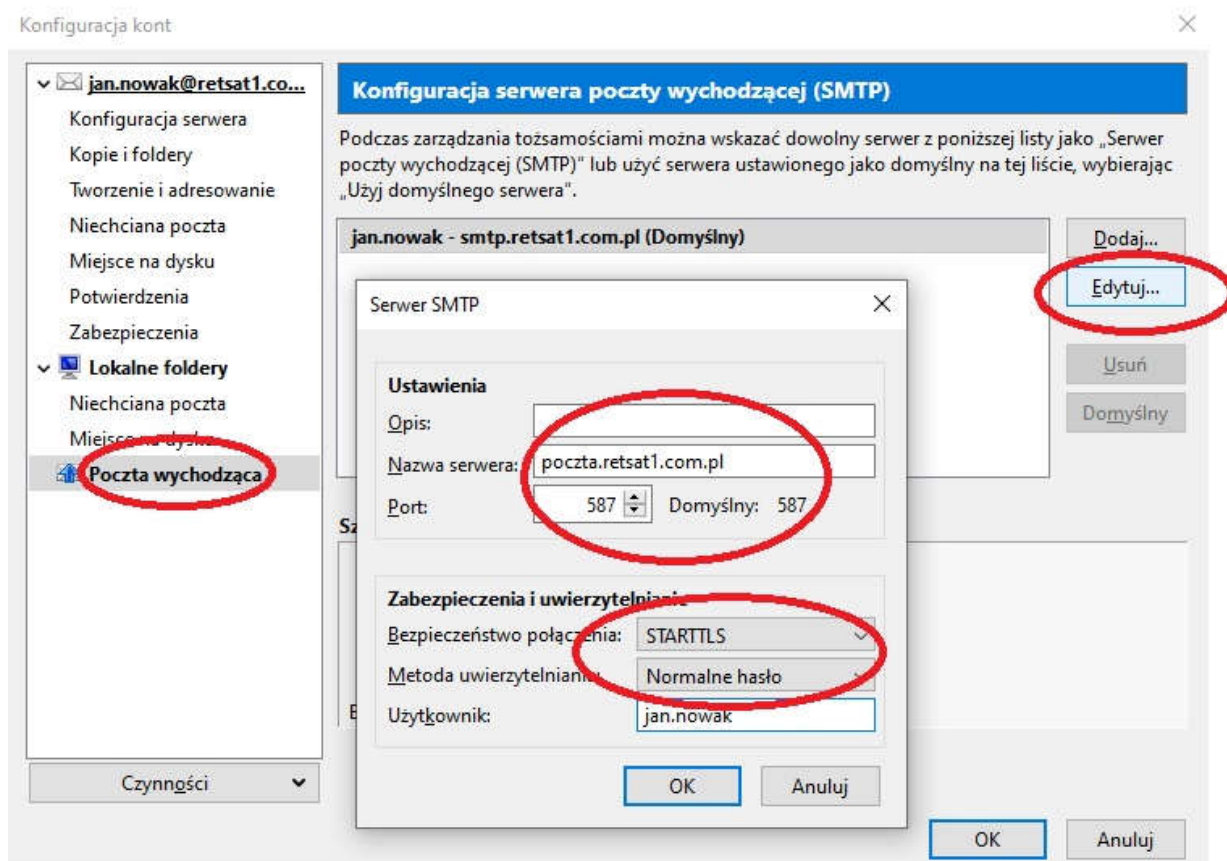 Konfiguracja kont
jan.nowak@retsat1.co...
Konfiguracja serwera
Kopie i foldery
Tworzenie i adresowanie
Niechciana poczta
Miejsce na dysku
Potwierdzenia
Zabezpieczenia
Lokalne foldery
Niechciana poczta
Miejsce na dysku
Poczta wychodząca
Czynności
Konfiguracja serwera poczty wychodzącej (SMTP)
Podczas zarządzania tożsamościami można wskazać dowolny serwer z poniższej listy jako „Serwer
poczty wychodzącej (SMTP)” lub użyć serwera ustawionego jako domyślny na tej liście, wybierając
„Użyj domyślnego serwera”.
jan.nowak - smtp.retsat1.com.pl (Domyślny)
Dodaj...
Edytuj...
Usuń
Domyślny
Serwer SMTP
Ustawienia
Opis:
Nazwa serwera: poczta.retsat1.com.pl
Port: 587 Domyślny: 587
Zabezpieczenia i uwierzytelnianie
Bezpieczeństwo połączenia: STARTTLS
Metoda uwierzytelniania: Normalne hasło
Użytkownik: jan.nowak
OK Anuluj
OK Anuluj